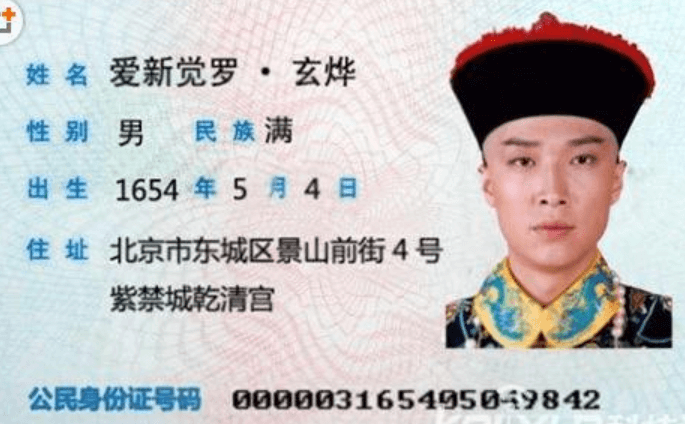 姓名 爱新觉罗·玄烨
性别 男 民族 满
出生 1654 年 5 月 4 日
住址 北京市东城区景山前街4号
紫禁城乾清宫
公民身份证号码 000003165405049842